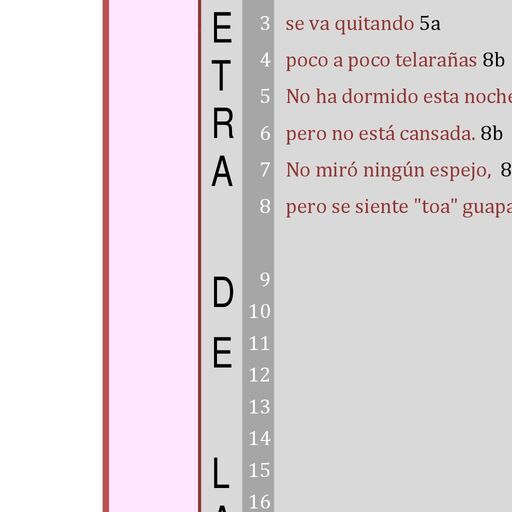 E
T
R
A
D
E
L
A
3 se va quitando 5a
4 poco a poco telarañas 8b
5 No ha dormido esta noche
6 pero no está cansada. 8b
7 No miró ningún espejo, 8
8 pero se siente "toa" guapa
9
10
11
12
13
14
15
16